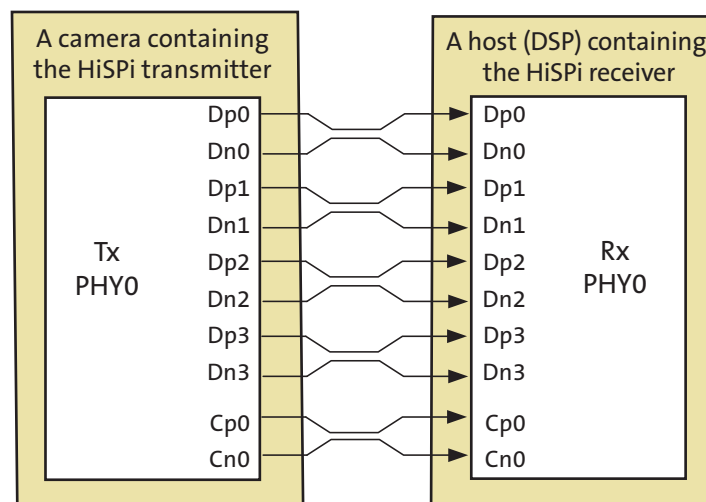 A camera containing
the HiSPi transmitter
A host (DSP) containing
the HiSPi receiver
Tx
PHY0
Dp0
Dn0
Dp1
Dn1
Dp2
Dn2
Dp3
Dn3
Cp0
Cn0
Dp0
Dn0
Dp1
Dn1
Dp2
Dn2
Dp3
Dn3
Cp0
Cn0
Rx
PHY0